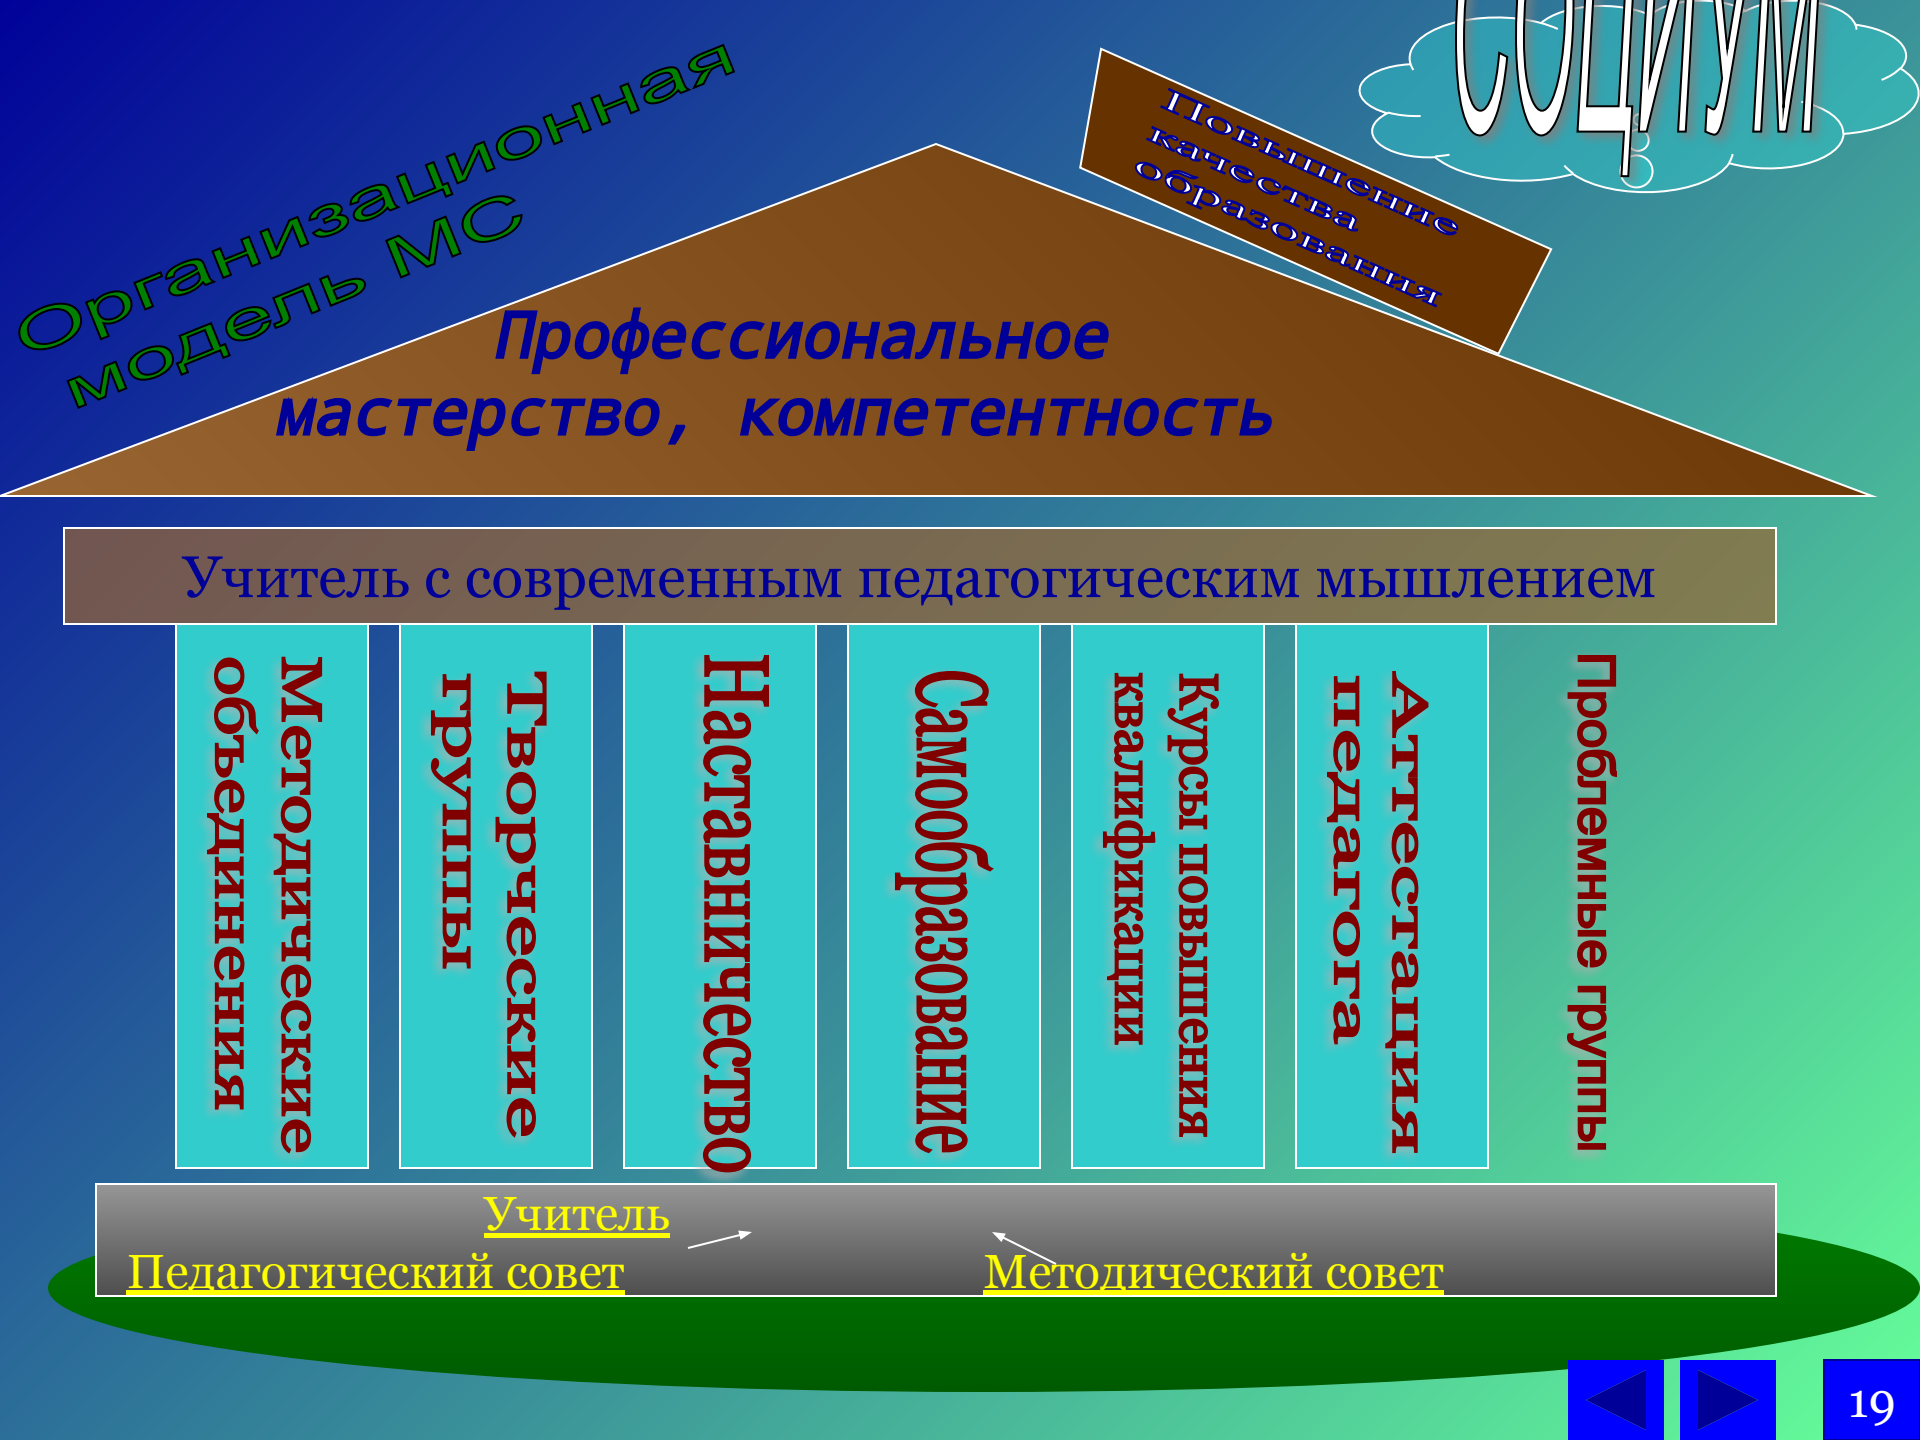 Организационная
модель МС
социум
Повышение
качества
образования
Профессиональное
мастерство, компетентность
Учитель с современным педагогическим мышлением
Методические
объединения
Творческие
группы
Наставничество
Самообразование
Курсы повышения
квалификации
Аттестация
педагога
Проблемные группы
Учитель
Педагогический совет
Методический совет
19